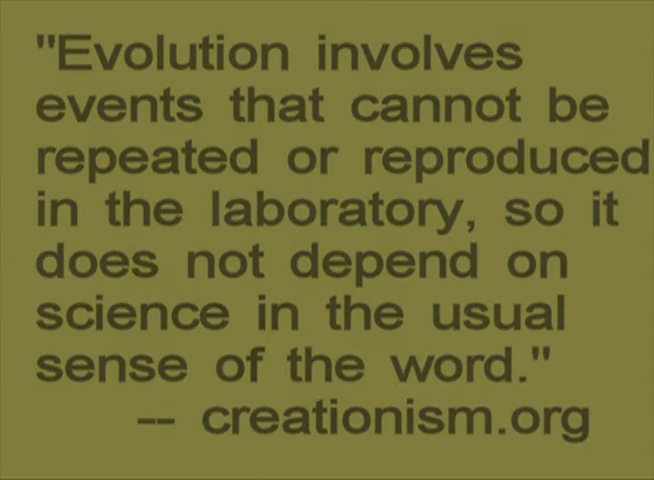 "Evolution involves
events that cannot be
repeated or reproduced
in the laboratory, so it
does not depend on
science in the usual
sense of the word."
-- creationism.org